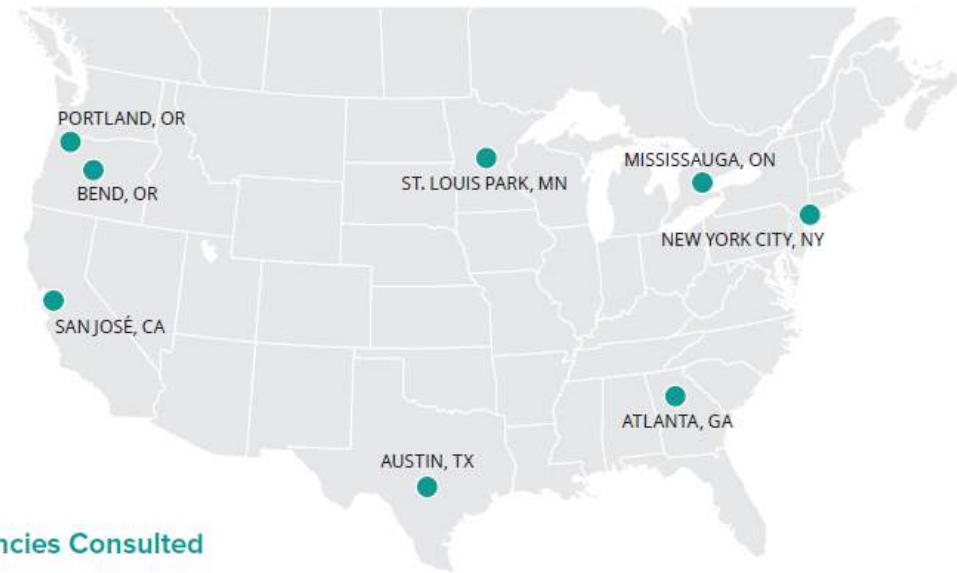 PORTLAND, OR
BEND, OR
ST. LOUIS PARK, MN
MISSISSAUGA, ON
NEW YORK CITY, NY
SAN JOSÉ, CA
ATLANTA, GA
AUSTIN, TX
ncies Consulted